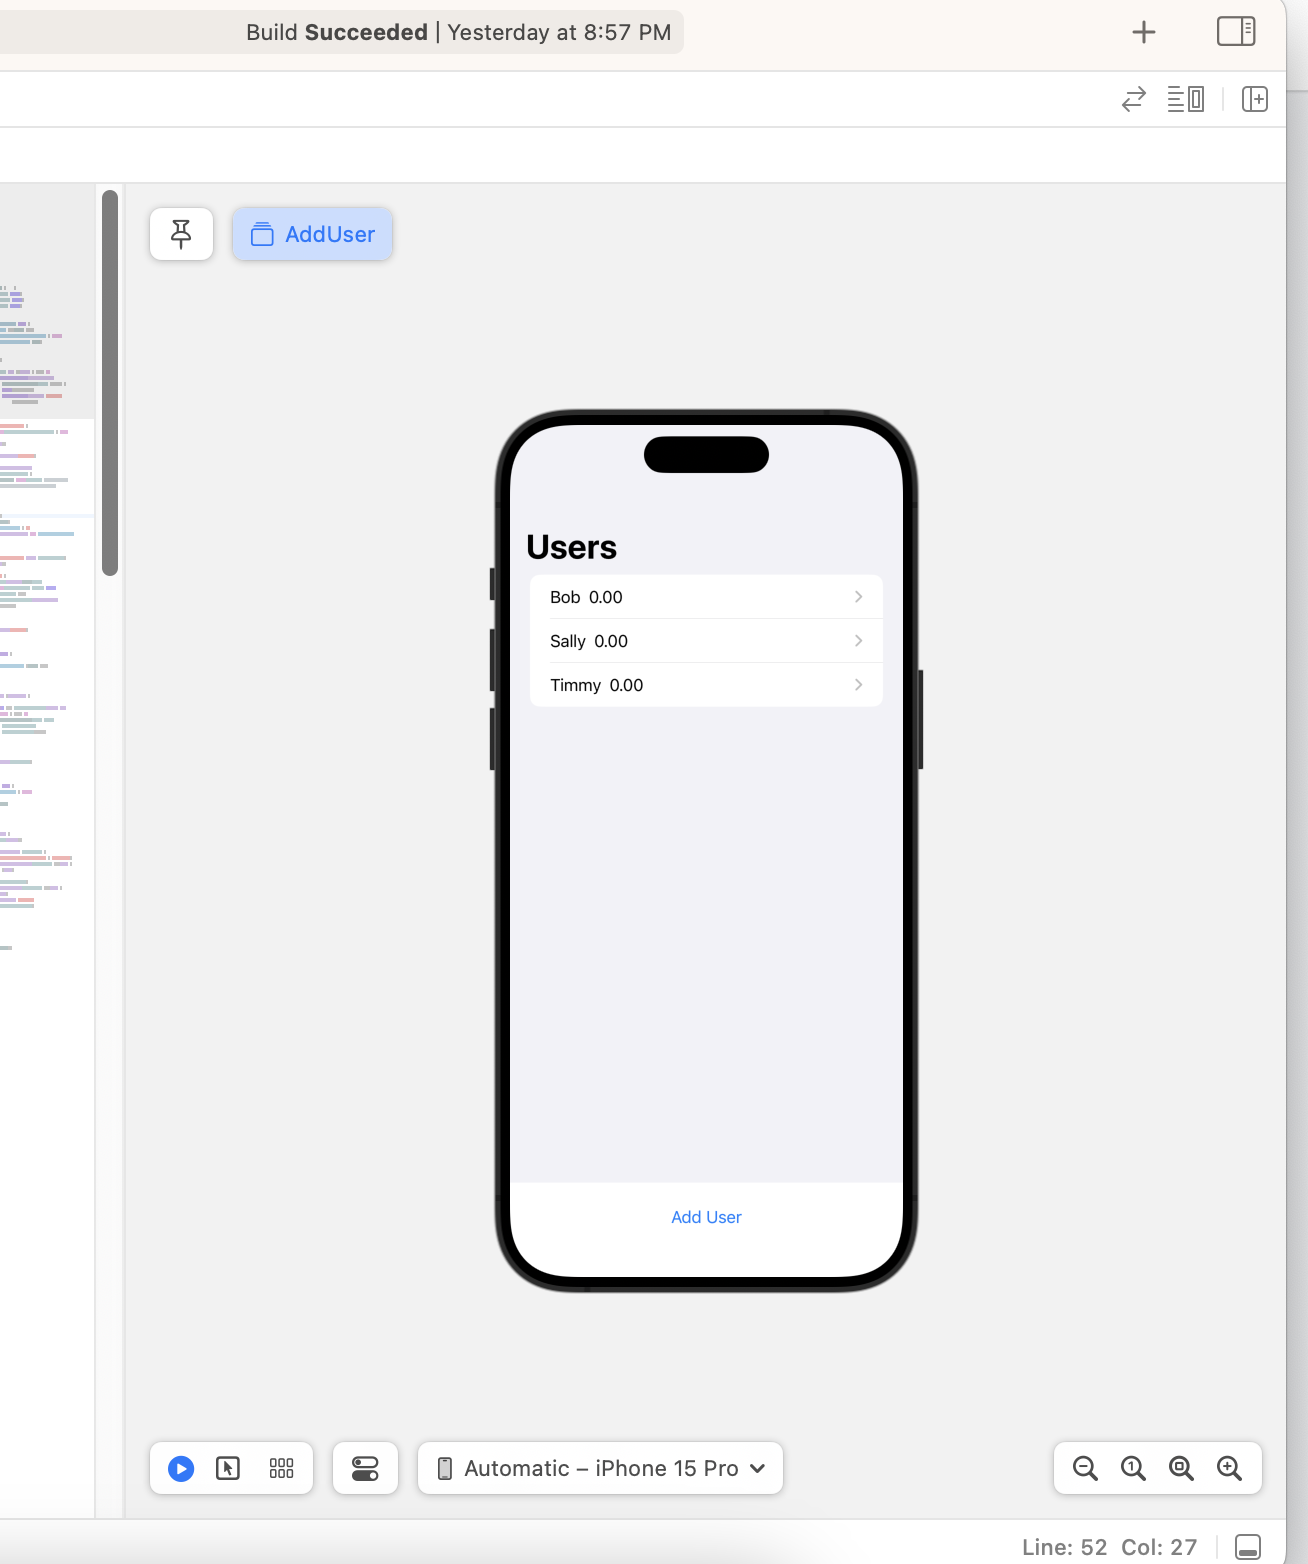 Build Succeeded | Yesterday at 8:57 PM
AddUser
Users
Bob 0.00
Sally 0.00
Timmy 0.00
Add User
Automatic – iPhone 15 Pro
Line: 52 Col: 27